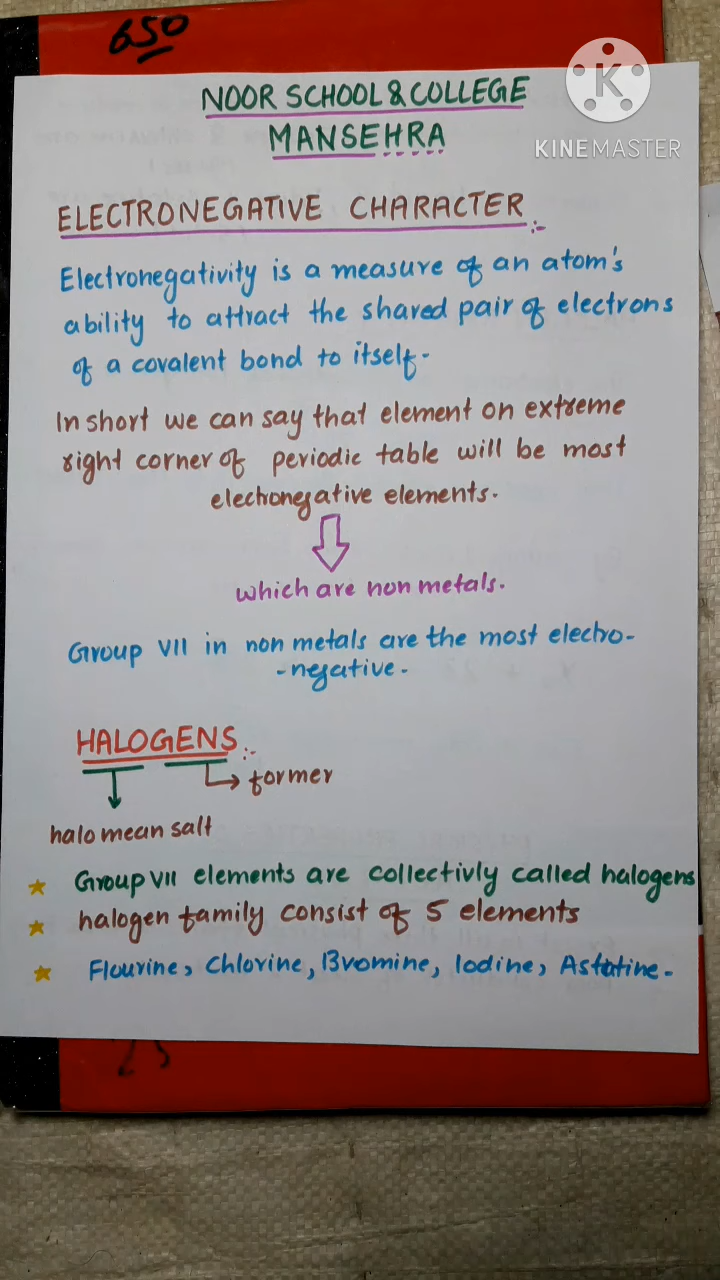 650
K
KINEMASTER
NOOR SCHOOL & COLLEGE
MANSEHRA
ELECTRONEGATIVE CHARACTER:-
Electronegativity is a measure of an atom's
ability to attract the shared pair of electrons
of a covalent bond to itself-
In short we can say that element on extreme
right corner of periodic table will be most
elechonegative elements.
which are non metals.
Group VII in non metals are the most electro-
-negative.
HALOGENS:-
former
halo mean salt
Group VII elements are collectivly called halogens
halogen family consist of 5 elements
Flourine, Chlorine, Bromine, Iodine, Astatine.